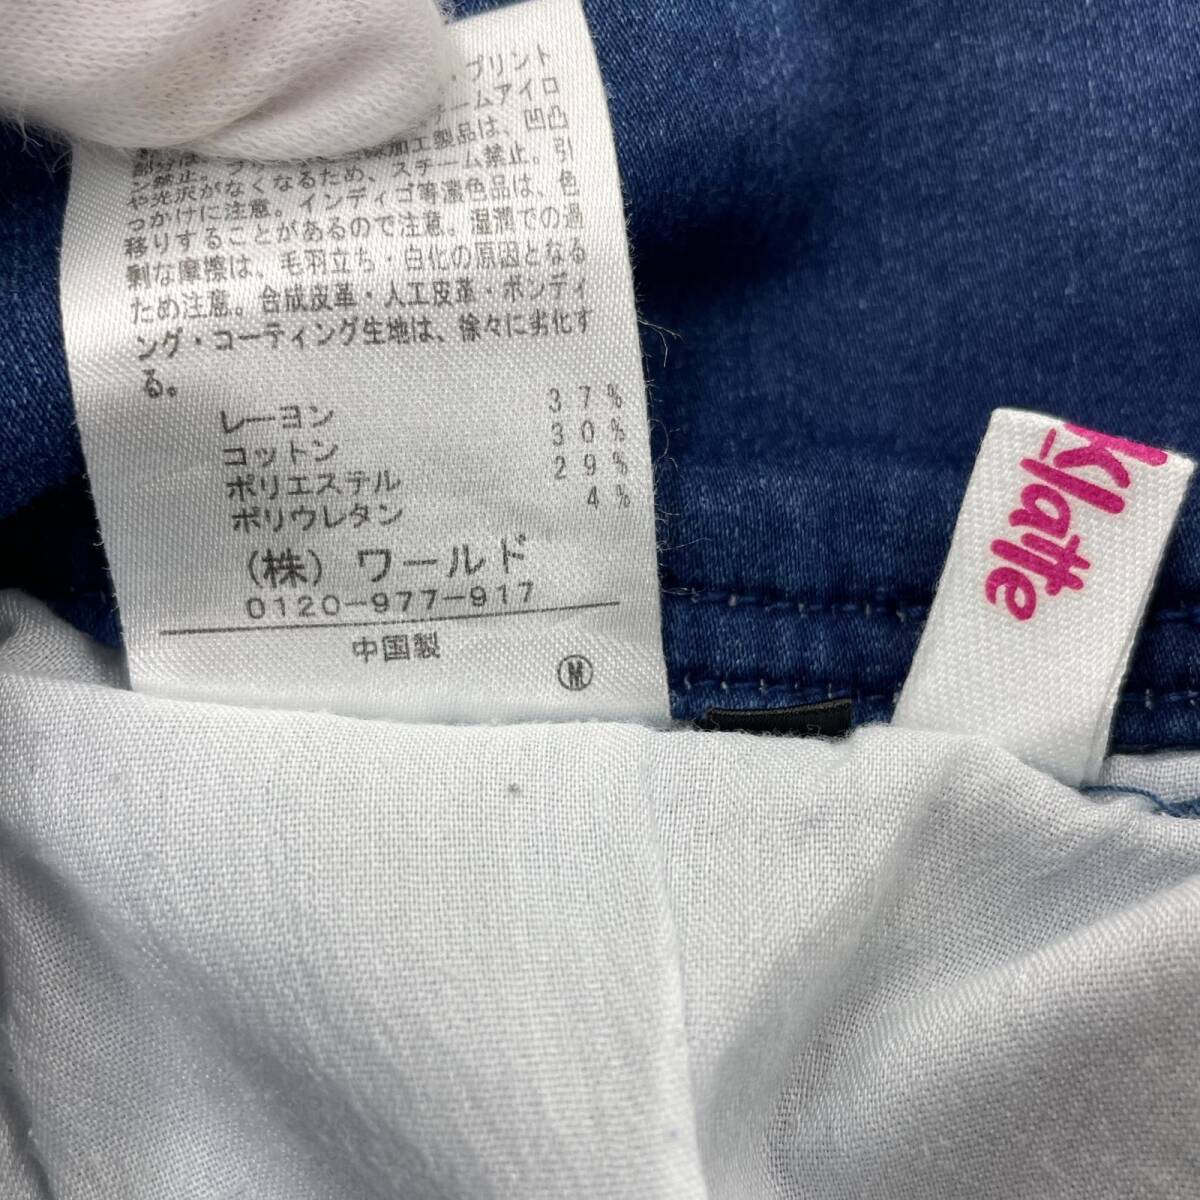 プリント
ームアイロ
加工製品は、凹凸
ン禁止。 スチーム禁止。引
や光沢がなくなるため、
っかけに注意。インディゴ等濃色品は、色
移りすることがあるので注意。湿潤での過
剰な摩擦は、毛羽立ち・白化の原因となる
ため注意。合成皮革・人工皮革・ボンディ
ング・コーティング生地は、徐々に劣化す
る。
レーヨン 37%
コットン 30%
ポリエステル 29%
ポリウレタン 4%
(株) ワールド
0120-977-917
中国製
M
klatte